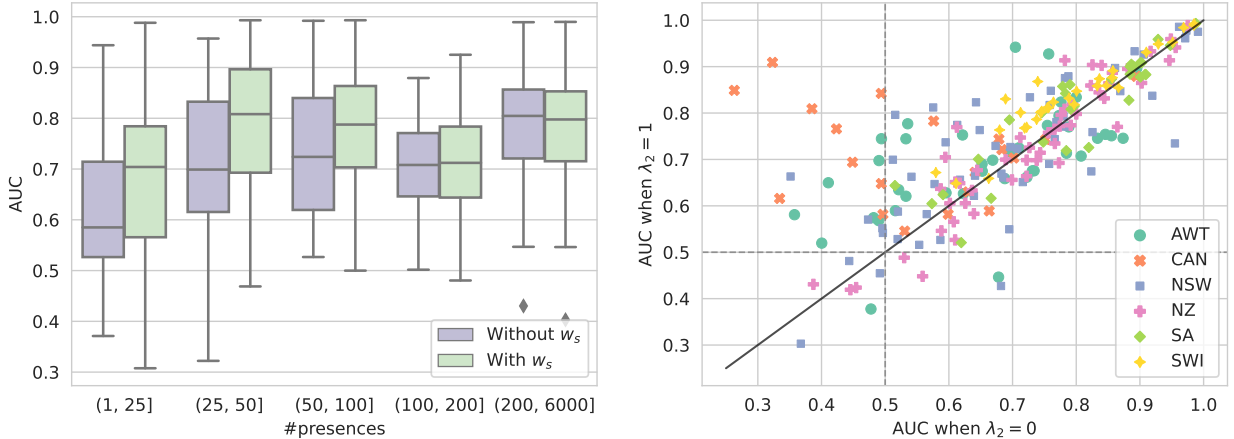 1.0
0.9
0.8
0.7
0.6
0.5
0.4
0.3
AUC
(1, 25]
(25, 50]
(50, 100]
(100, 200]
(200, 6000]
#presences
Without $w_s$
With $w_s$
1.0
0.9
0.8
0.7
0.6
0.5
0.4
0.3
AUC when $\lambda_2 = 1$
0.3
0.4
0.5
0.6
0.7
0.8
0.9
1.0
AUC when $\lambda_2 = 0$
AWT
CAN
NSW
NZ
SA
SWI